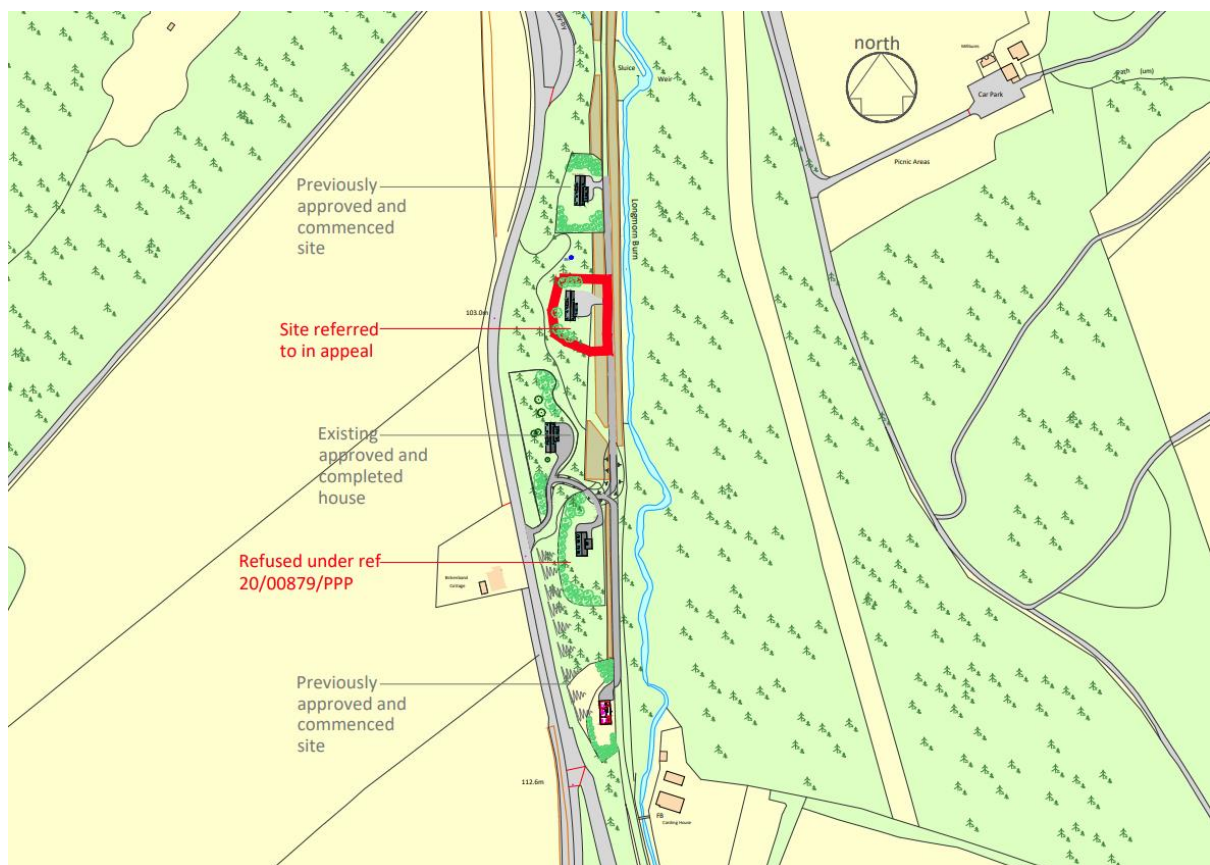 north
Sluice
Weir
Car Park
Picnic Areas
Longmorn Burn
Previously
approved and
commenced
site
Site referred
to in appeal
103.0m
Existing
approved and
completed
house
Refused under ref
20/00879/PPP
Cottage
Previously
approved and
commenced
site
112.6m
FB